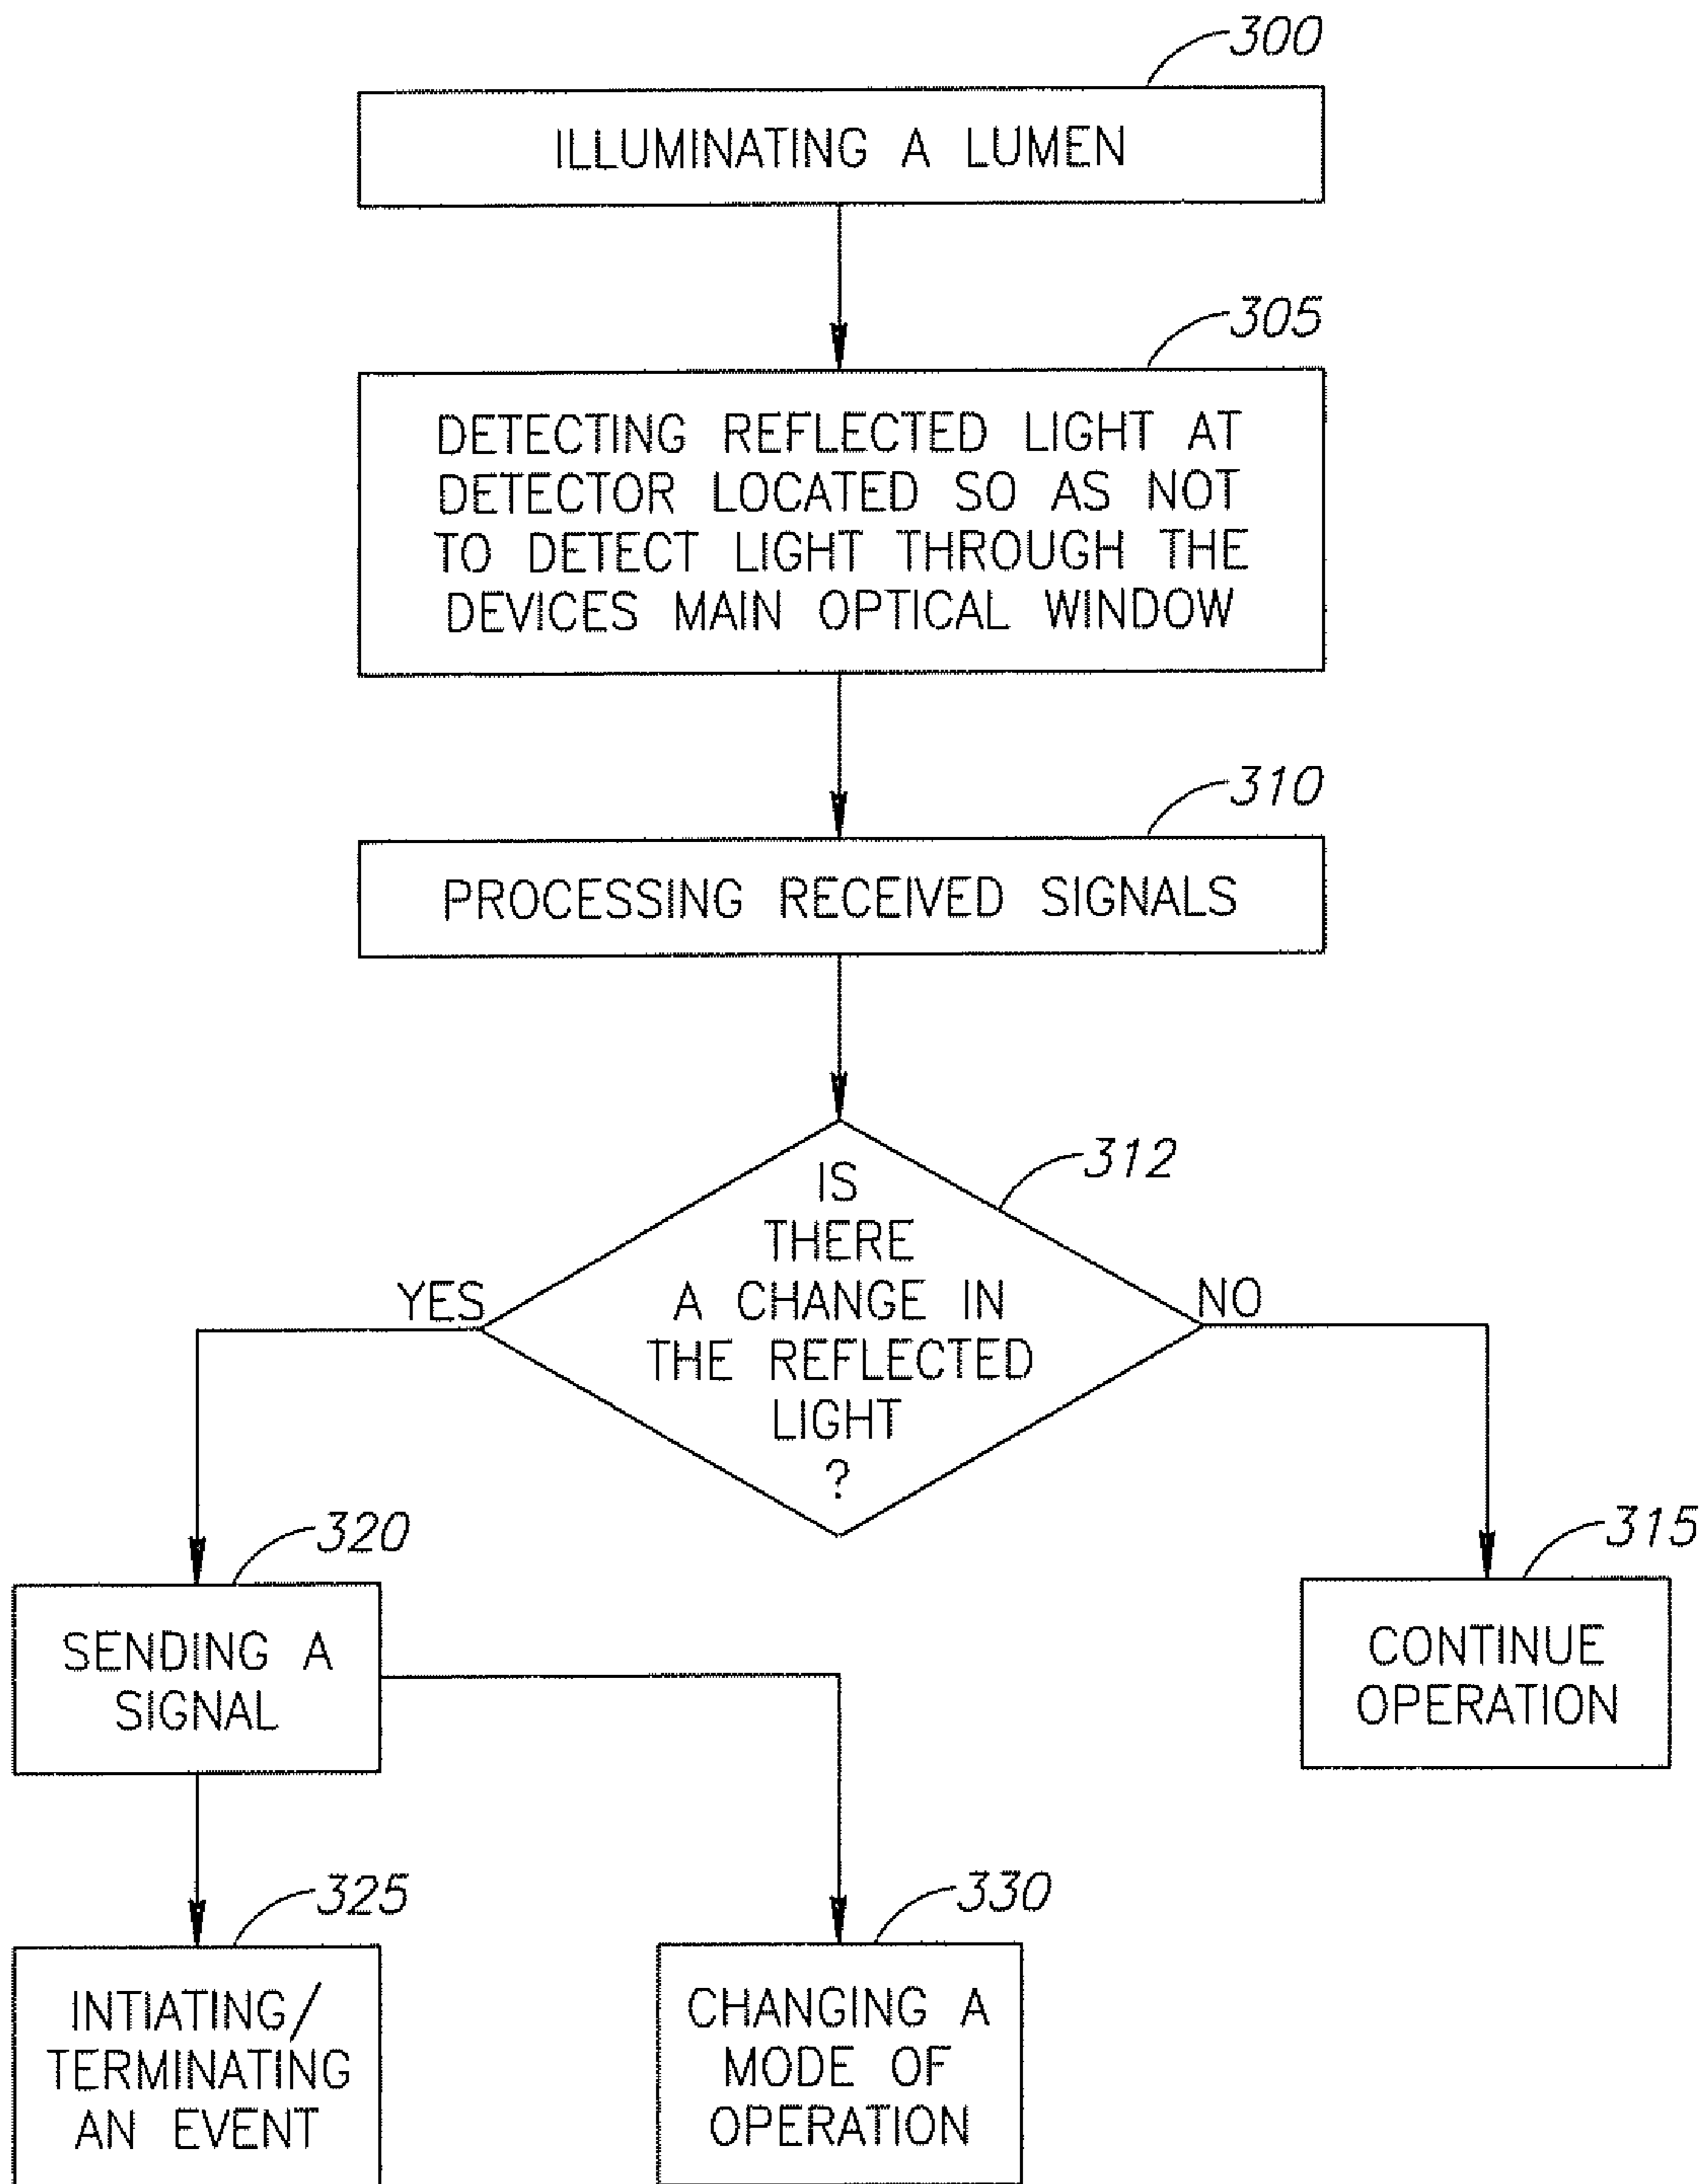 300
ILLUMINATING A LUMEN
305
DETECTING REFLECTED LIGHT AT
DETECTOR LOCATED SO AS NOT
TO DETECT LIGHT THROUGH THE
DEVICES MAIN OPTICAL WINDOW
310
PROCESSING RECEIVED SIGNALS
312
IS
THERE
A CHANGE IN
THE REFLECTED
LIGHT
?
YES
NO
320
SENDING A
SIGNAL
315
CONTINUE
OPERATION
325
INTIATING/
TERMINATING
AN EVENT
330
CHANGING A
MODE OF
OPERATION